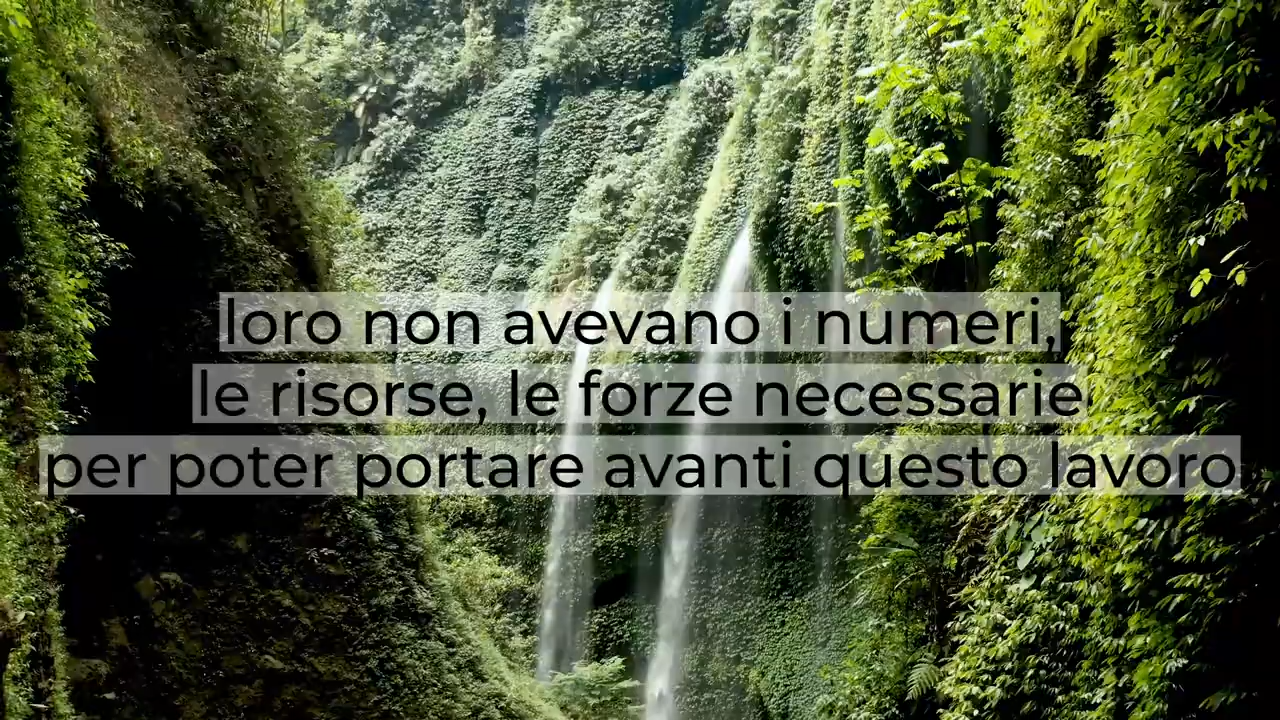 loro non avevano i numeri,
le risorse, le forze necessarie
per poter portare avanti questo lavoro